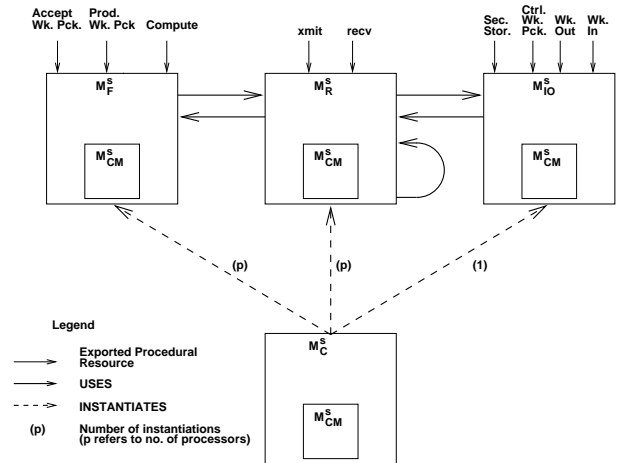 Accept
Wk. Pck.
Prod.
Wk. Pck
Compute
xmit
recv
Sec.
Stor.
Ctrl.
Wk.
Pck.
Wk.
Out
Wk.
In
M^S_F
M^S_R
M^S_IO
M^S_CM
M^S_CM
M^S_CM
(p)
(p)
(1)
M^S_C
M^S_CM
Legend
Exported Procedural
Resource
USES
INSTANTIATES
(p) Number of instantiations
(p refers to no. of processors)